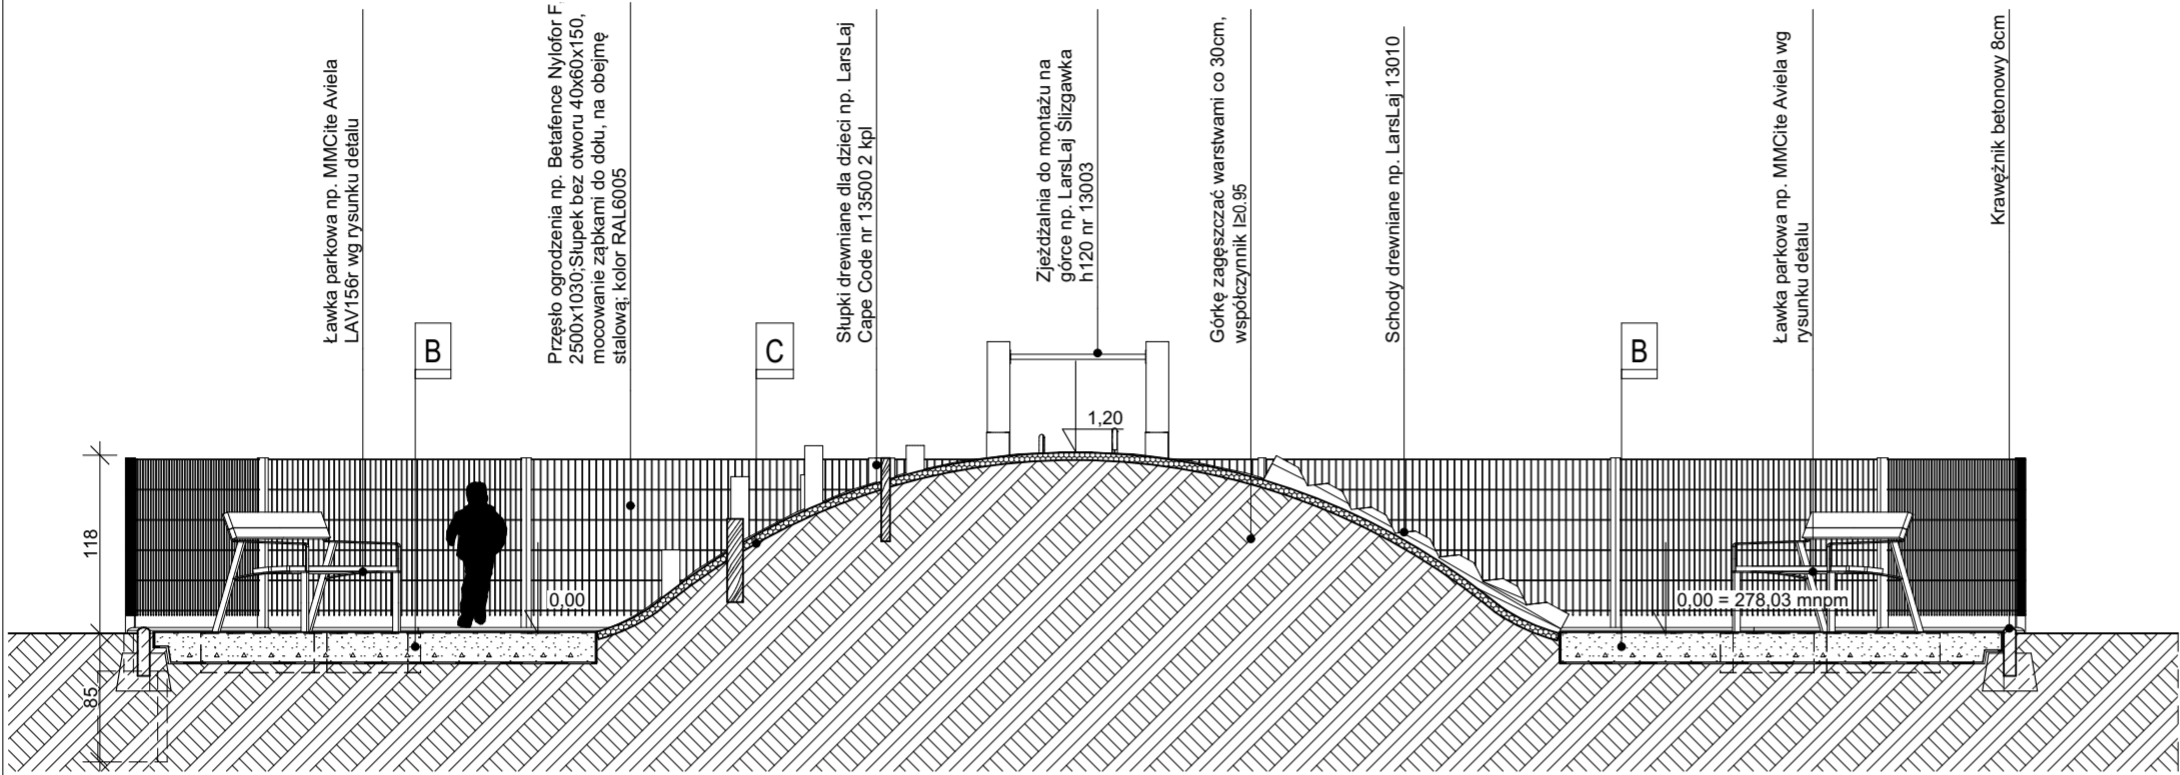 Ławka parkowa np. MMCite Aviela
LAV156r wg rysunku detalu
Przęsło ogrodzenia np. Betafence Nylofor F,
2500x1030;Słupek bez otworu 40x60x150,
mocowanie ząbkami do dołu, na obejmę
stalową; kolor RAL6005
Słupki drewniane dla dzieci np. LarsLaj
Cape Code nr 13500 2 kpl
Zjeżdżalnia do montażu na
górce np. LarsLaj Ślizgawka
h120 nr 13003
Górkę zagęszczać warstwami co 30cm,
współczynnik I≥0.95
Schody drewniane np. LarsLaj 13010
Ławka parkowa np. MMCite Aviela wg
rysunku detalu
Krawężnik betonowy 8cm
B
C
B
1,20
118
0,00
0,00 = 278,03 mnpm
85